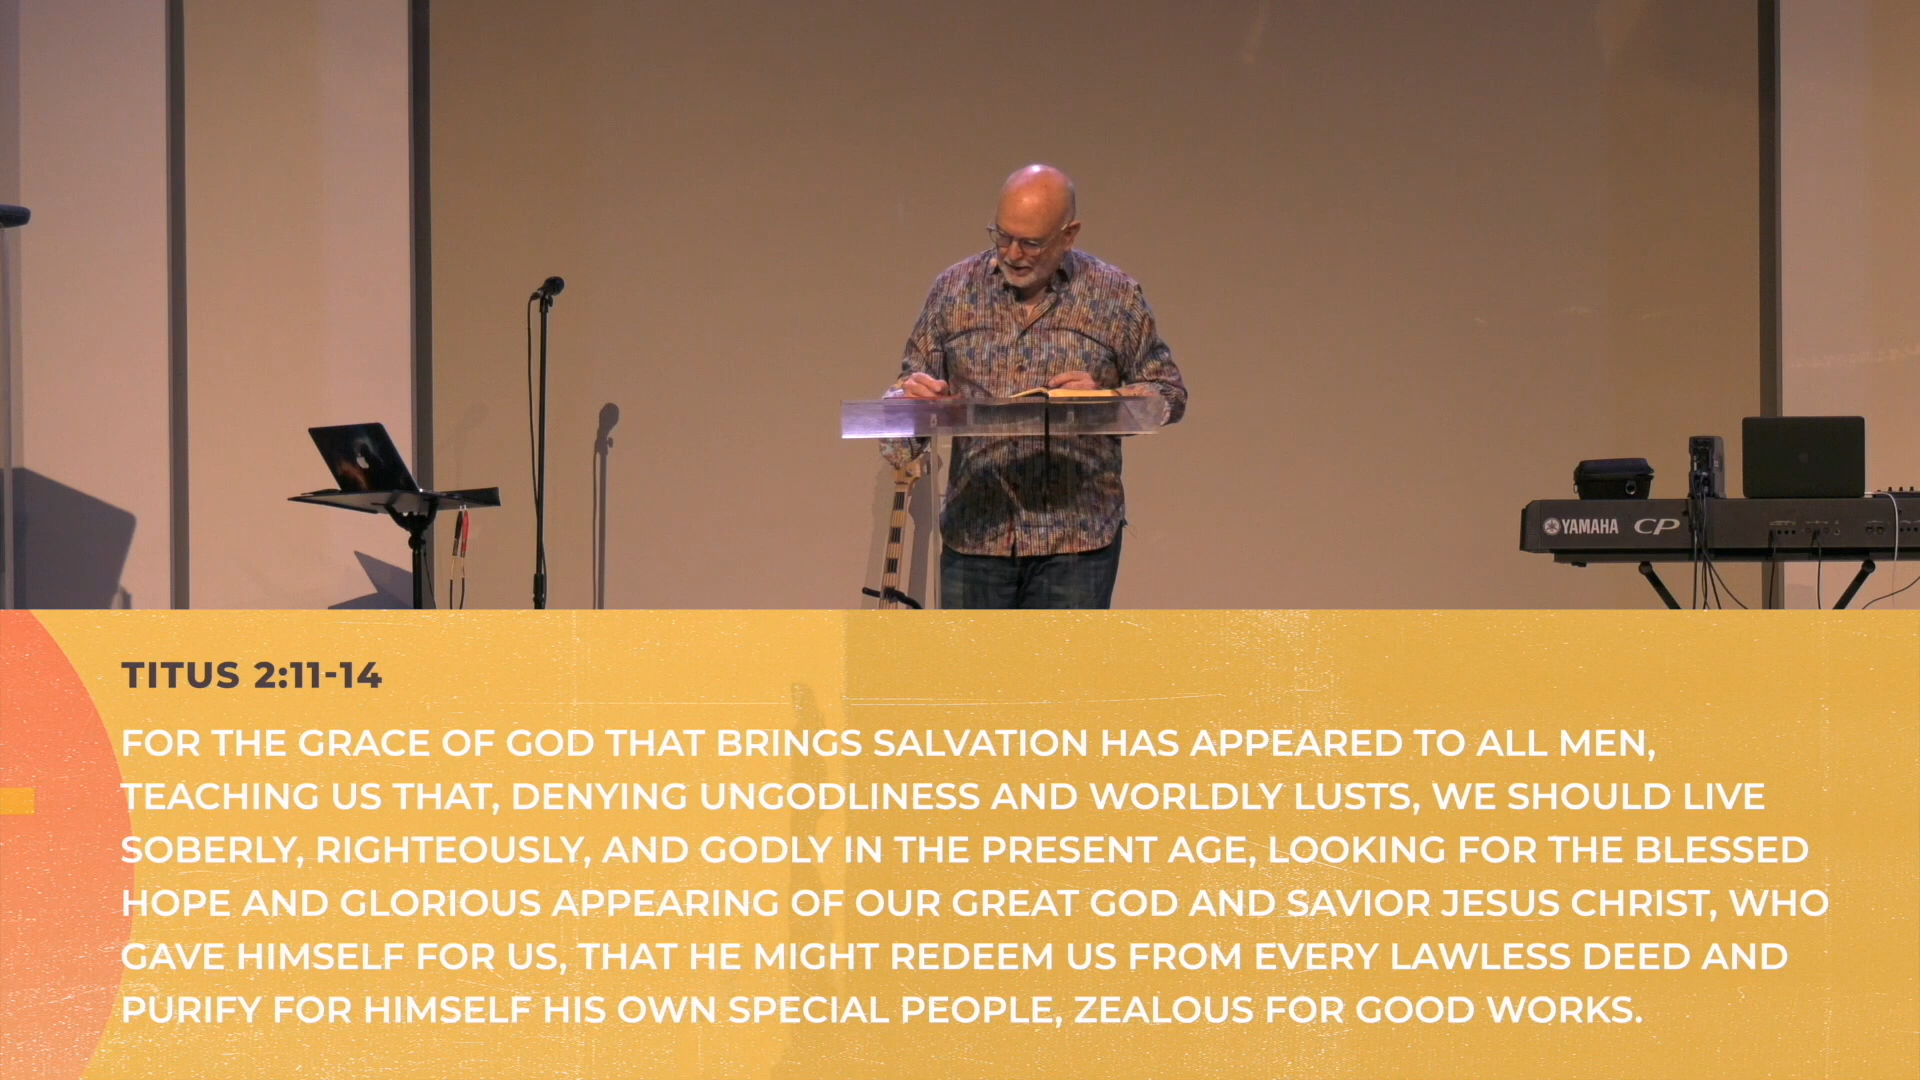 YAMAHA CP
TITUS 2:11-14
FOR THE GRACE OF GOD THAT BRINGS SALVATION HAS APPEARED TO ALL MEN,
TEACHING US THAT, DENYING UNGODLINESS AND WORLDLY LUSTS, WE SHOULD LIVE
SOBERLY, RIGHTEOUSLY, AND GODLY IN THE PRESENT AGE, LOOKING FOR THE BLESSED
HOPE AND GLORIOUS APPEARING OF OUR GREAT GOD AND SAVIOR JESUS CHRIST, WHO
GAVE HIMSELF FOR US, THAT HE MIGHT REDEEM US FROM EVERY LAWLESS DEED AND
PURIFY FOR HIMSELF HIS OWN SPECIAL PEOPLE, ZEALOUS FOR GOOD WORKS.